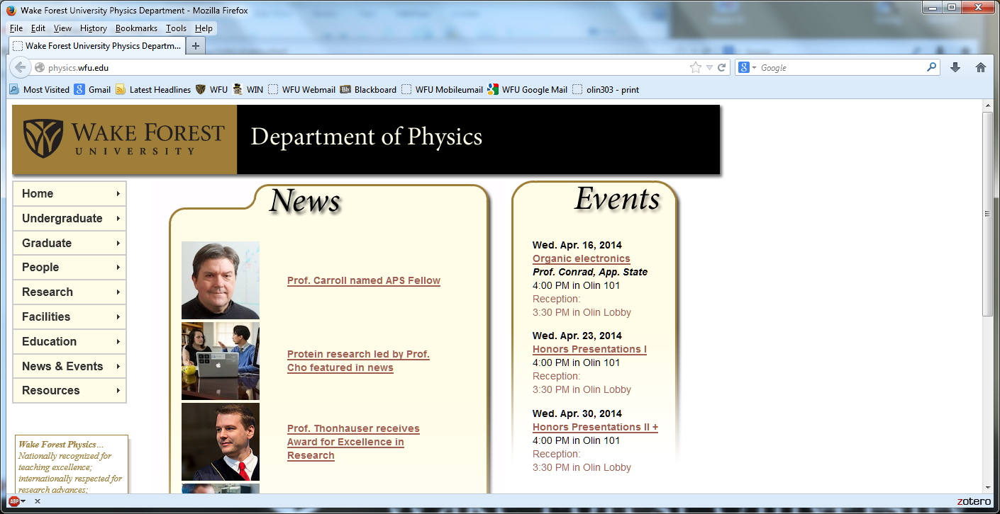 Wake Forest University Physics Department - Mozilla Firefox
File Edit View History Bookmarks Tools Help
Wake Forest University Physics Departm...
physics.wfu.edu
Google
Most Visited Gmail Latest Headlines WFU WIN WFU Webmail Blackboard WFU Mobileumail WFU Google Mail olin303 - print
WAKE FOREST
UNIVERSITY
Department of Physics
Home
Undergraduate
Graduate
People
Research
Facilities
Education
News & Events
Resources
Wake Forest Physics...
Nationally recognized for
teaching excellence;
internationally respected for
research advances;
News
Prof. Carroll named APS Fellow
Protein research led by Prof.
Cho featured in news
Prof. Thonhauser receives
Award for Excellence in
Research
Events
Wed. Apr. 16, 2014
Organic electronics
Prof. Conrad, App. State
4:00 PM in Olin 101
Reception:
3:30 PM in Olin Lobby
Wed. Apr. 23, 2014
Honors Presentations I
4:00 PM in Olin 101
Reception:
3:30 PM in Olin Lobby
Wed. Apr. 30, 2014
Honors Presentations II +
4:00 PM in Olin 101
Reception:
3:30 PM in Olin Lobby
ABP
zotero